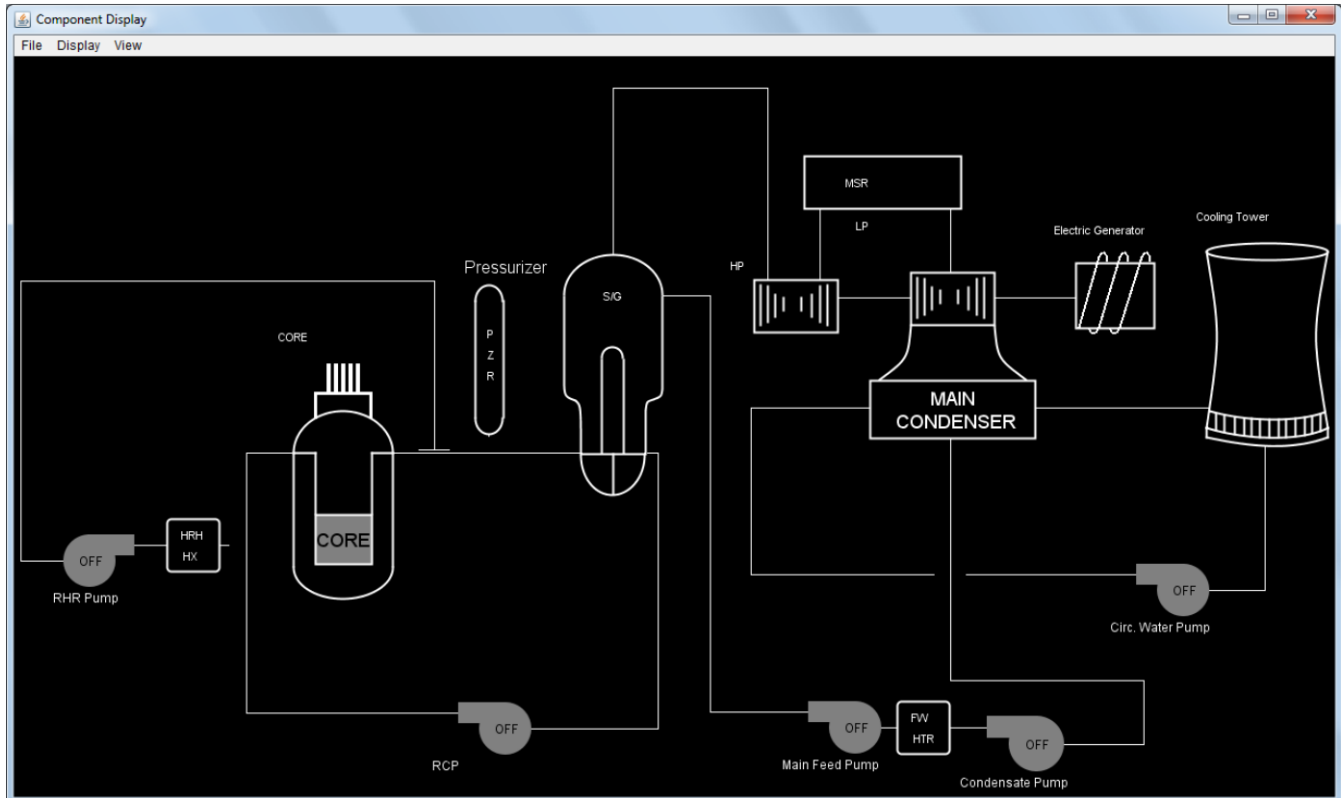 Component Display
File Display View
MSR
LP
Cooling Tower
Electric Generator
Pressurizer
HP
S/G
CORE
P
Z
R
MAIN
CONDENSER
HRH
HX
CORE
OFF
RHR Pump
OFF
Circ. Water Pump
OFF
RCP
OFF
Main Feed Pump
FW
HTR
OFF
Condensate Pump